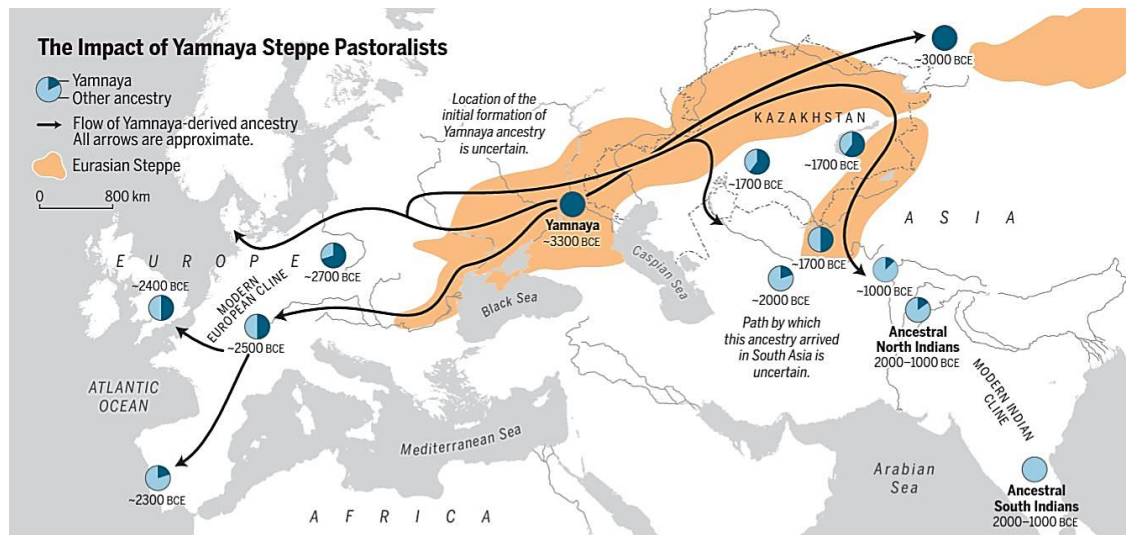 The Impact of Yamnaya Steppe Pastoralists
Yamnaya
Other ancestry
Flow of Yamnaya-derived ancestry
All arrows are approximate.
Eurasian Steppe
0 800 km
Location of the
initial formation of
Yamnaya ancestry
is uncertain.
~3000 BCE
KAZAKHSTAN
~1700 BCE
~1700 BCE
Yamnaya
~3300 BCE
ASIA
EUROPE
~2700 BCE
~2400 BCE
MODERN
EUROPEAN CLINE
~2500 BCE
Caspian Sea
Black Sea
~1700 BCE
~2000 BCE
~1000 BCE
Path by which
this ancestry arrived
in South Asia is
uncertain.
Ancestral
North Indians
2000–1000 BCE
MODERN INDIAN
CLINE
ATLANTIC
OCEAN
Mediterranean Sea
~2300 BCE
AFRICA
Arabian
Sea
Ancestral
South Indians
2000–1000 BCE